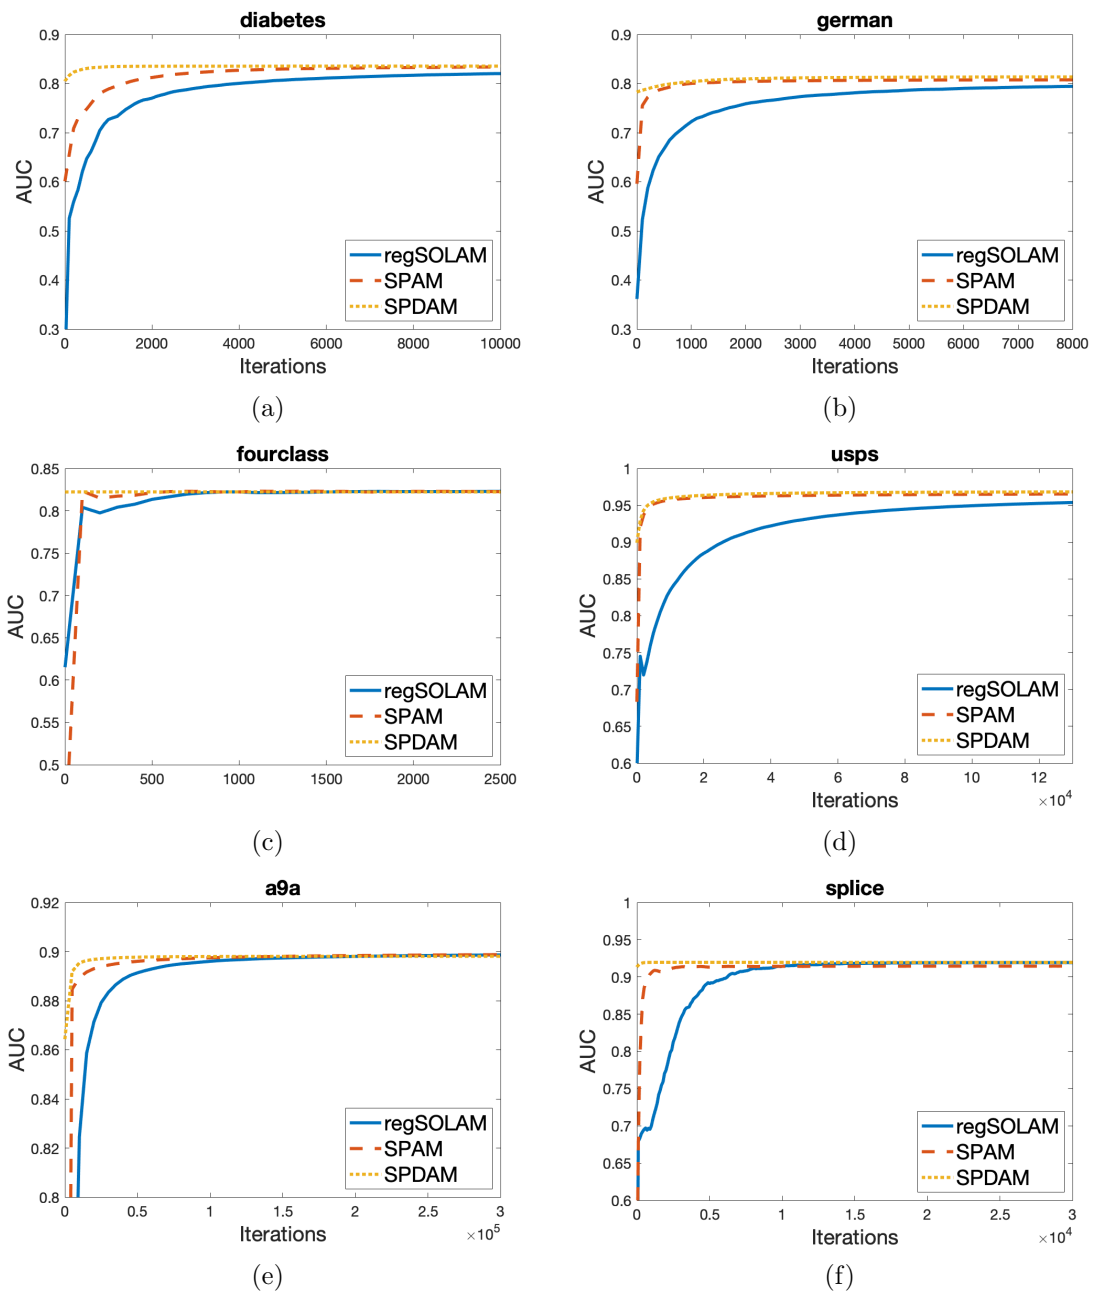 diabetes
0.9
0.8
0.7
0.6
0.5
0.4
0.3
AUC
regSOLAM
SPAM
SPDAM
0 2000 4000 6000 8000 10000
Iterations
(a)
german
0.9
0.8
0.7
0.6
0.5
0.4
0.3
AUC
regSOLAM
SPAM
SPDAM
0 1000 2000 3000 4000 5000 6000 7000 8000
Iterations
(b)
fourclass
0.85
0.8
0.75
0.7
0.65
0.6
0.55
0.5
AUC
regSOLAM
SPAM
SPDAM
0 500 1000 1500 2000 2500
(c)
usps
1
0.95
0.9
0.85
0.8
0.75
0.7
0.65
0.6
AUC
regSOLAM
SPAM
SPDAM
0 2 4 6 8 10 12
Iterations ×10⁴
(d)
a9a
0.92
0.9
0.88
0.86
0.84
0.82
0.8
AUC
regSOLAM
SPAM
SPDAM
0 0.5 1 1.5 2 2.5 3
Iterations ×10⁵
(e)
splice
1
0.95
0.9
0.85
0.8
0.75
0.7
0.65
0.6
AUC
regSOLAM
SPAM
SPDAM
0 0.5 1 1.5 2 2.5 3
Iterations ×10⁴
(f)